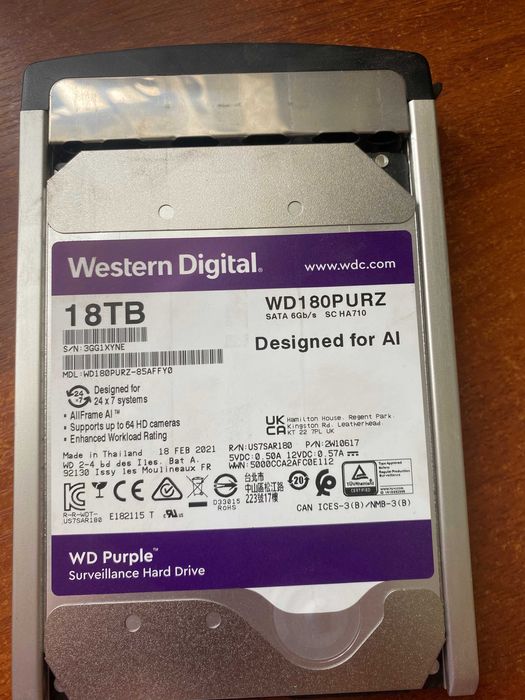 Western Digital. www.wdc.com
18TB WD180PURZ
SATA 6Gb/s SC HA710
S/N: 3GG1XYNE
Designed for AI
MDL: WD180PURZ-85AFFY0
24x7 Designed for
24 x 7 systems
• AllFrame AI™
• Supports up to 64 HD cameras
• Enhanced Workload Rating
UKCA Hamilton House, Regent Park,
Kingston Rd, Leatherhead
KT 22 7PL UK
Made in Thailand 18 FEB 2021
R/N: US7SAR180 P/N: 2W10617
WD 2-4 bd des Iles. Bat A.
5VDC: 0.50A 12VDC: 0.57A
92130 Issy les Moulineaux FR
WWN: 5000CCA2AFC0E112
R-R-WDT-
US7SAR180
E182115 T
D33015
RoHS
台北市
中山區松江路
223號17樓
20
TÜVRheinland
CERTIFIED
CAN ICES-3(B)/NMB-3(B)
WD Purple™
Surveillance Hard Drive